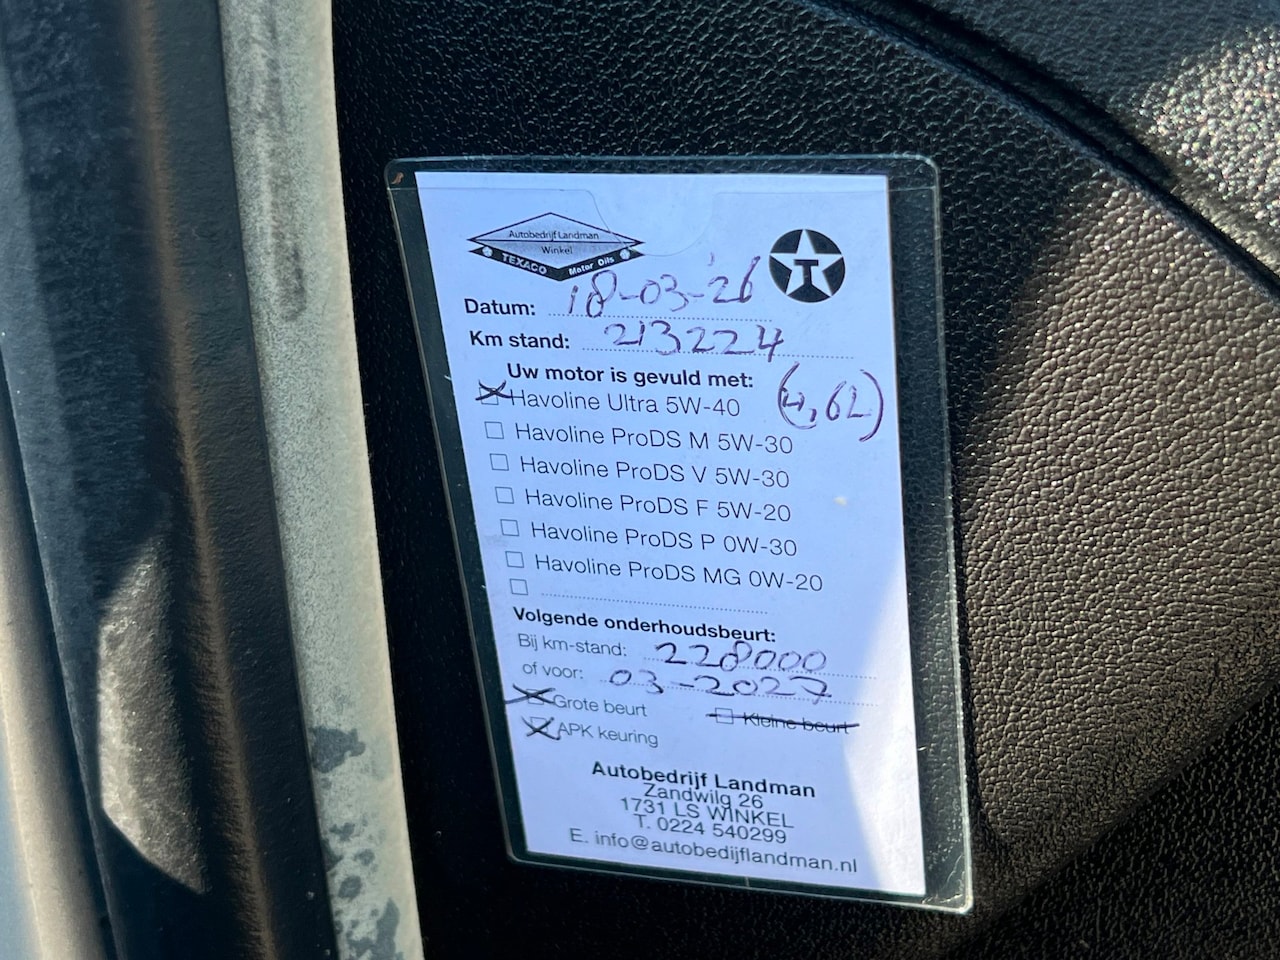 Autobedrijf Landman
Winkel
TEXACO Motor Oils
T
Datum: 18-03-'26
Km stand: 213224
Uw motor is gevuld met:
Havoline Ultra 5W-40 (4,6L)
Havoline ProDS M 5W-30
Havoline ProDS V 5W-30
Havoline ProDS F 5W-20
Havoline ProDS P 0W-30
Havoline ProDS MG 0W-20
Volgende onderhoudsbeurt:
Bij km-stand: 228000
of voor: 03-2027
Grote beurt Kleine beurt
APK keuring
Autobedrijf Landman
Zandwilg 26
1731 LS WINKEL
T. 0224 540299
E. info@autobedijflandman.nl